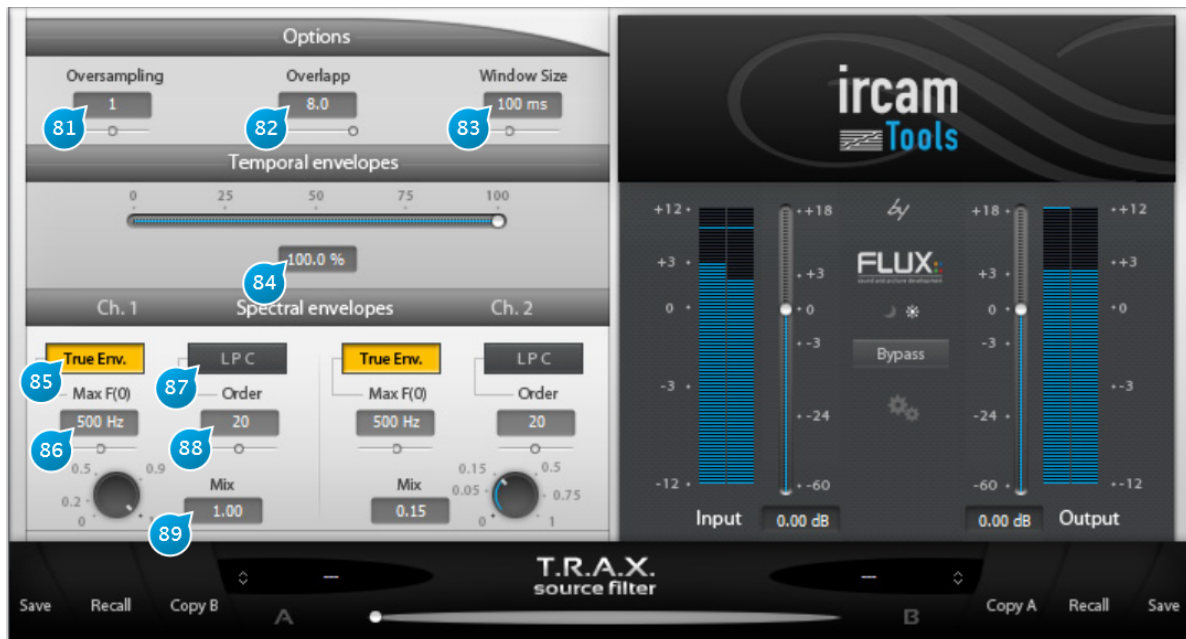 Options
Oversampling Overlapp Window Size
1 8.0 100 ms
81 82 83
Temporal envelopes
0 25 50 75 100
100.0 %
84
Ch. 1 Spectral envelopes Ch. 2
True Env. LPC True Env. LPC
85 87
Max F(0) Order Max F(0) Order
500 Hz 20 500 Hz 20
86 88
0.5 0.9 0.15 0.5
Mix Mix
0.2 0.05 0.75
1.00 0.15
0 0 1
89
ircam
Tools
by
FLUX::
sound and picture development
Bypass
+12 +18 +18 +12
+3 +3 +3 +3
0 0 0 0
-3 -3
-3 -3
-24 -24
-12 -60 -60 -12
Input 0.00 dB 0.00 dB Output
T.R.A.X.
source filter
--- ---
Save Recall Copy B A B Copy A Recall Save